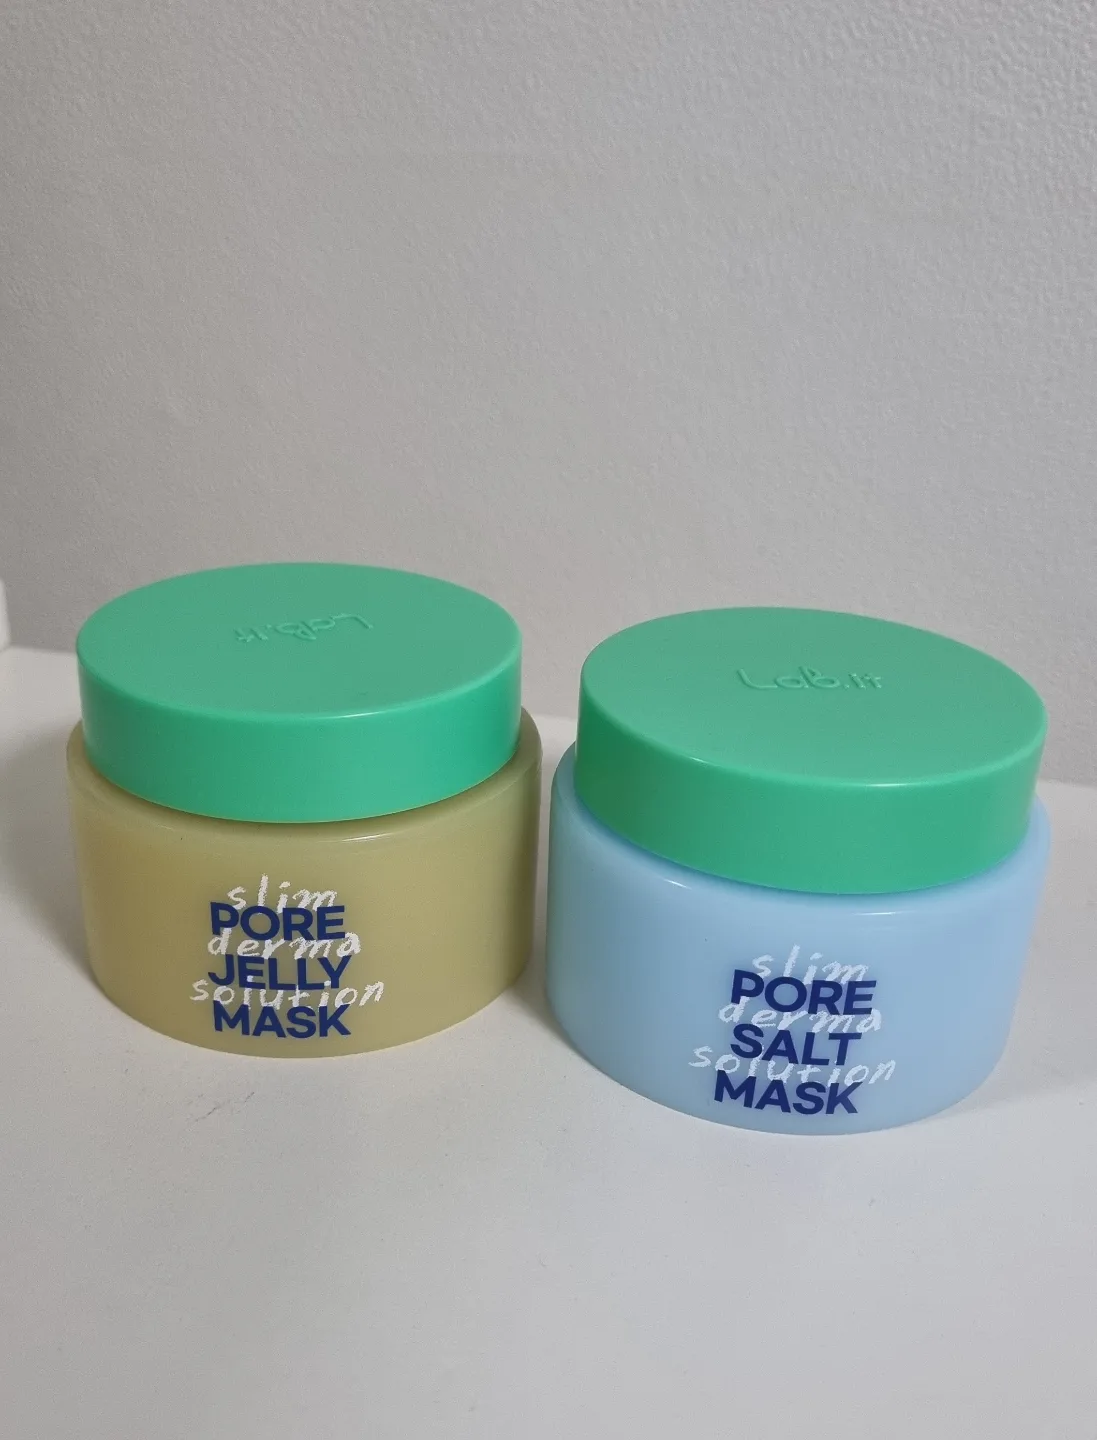 Lab.it
slim
PORE
derma
JELLY
solution
MASK
Lab.it
slim
PORE
derma
SALT
solution
MASK